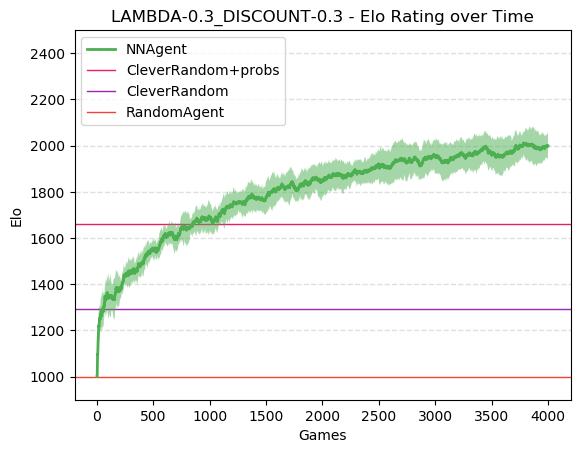 LAMBDA-0.3_DISCOUNT-0.3 - Elo Rating over Time
NNAgent
CleverRandom+probs
CleverRandom
RandomAgent
Elo
2400
2200
2000
1800
1600
1400
1200
1000
0 500 1000 1500 2000 2500 3000 3500 4000
Games